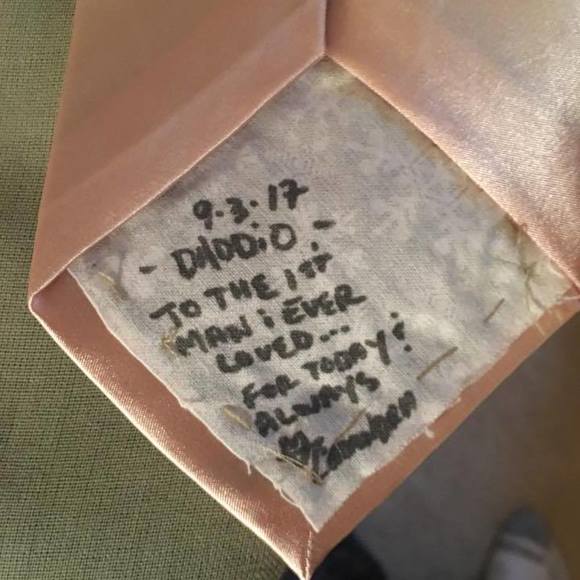 9.3.17
- DADDiO -
TO THE 1ST
MAN i EVER
LOVED...
FOR TODAY &
ALWAYS